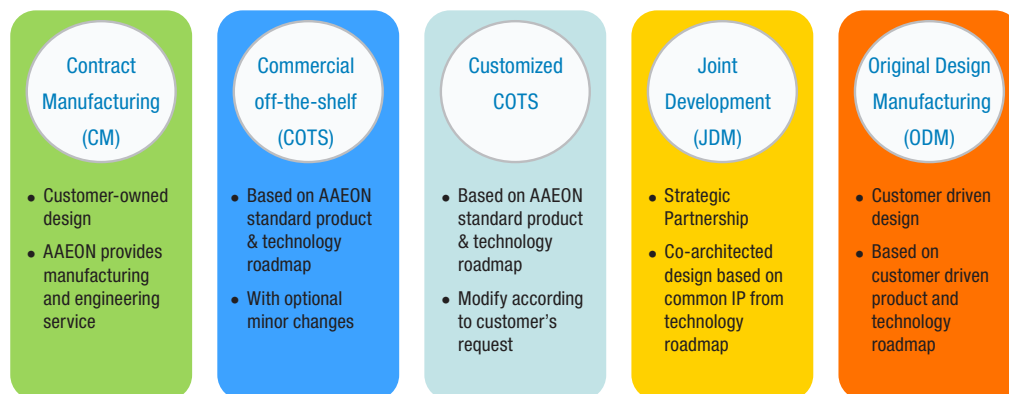 Contract
Manufacturing
(CM)
• Customer-owned
design
• AAEON provides
manufacturing
and engineering
service
Commercial
off-the-shelf
(COTS)
• Based on AAEON
standard product
& technology
roadmap
• With optional
minor changes
Customized
COTS
• Based on AAEON
standard product
& technology
roadmap
• Modify according
to customer's
request
Joint
Development
(JDM)
• Strategic
Partnership
• Co-architected
design based on
common IP from
technology
roadmap
Original Design
Manufacturing
(ODM)
• Customer driven
design
• Based on
customer driven
product and
technology
roadmap